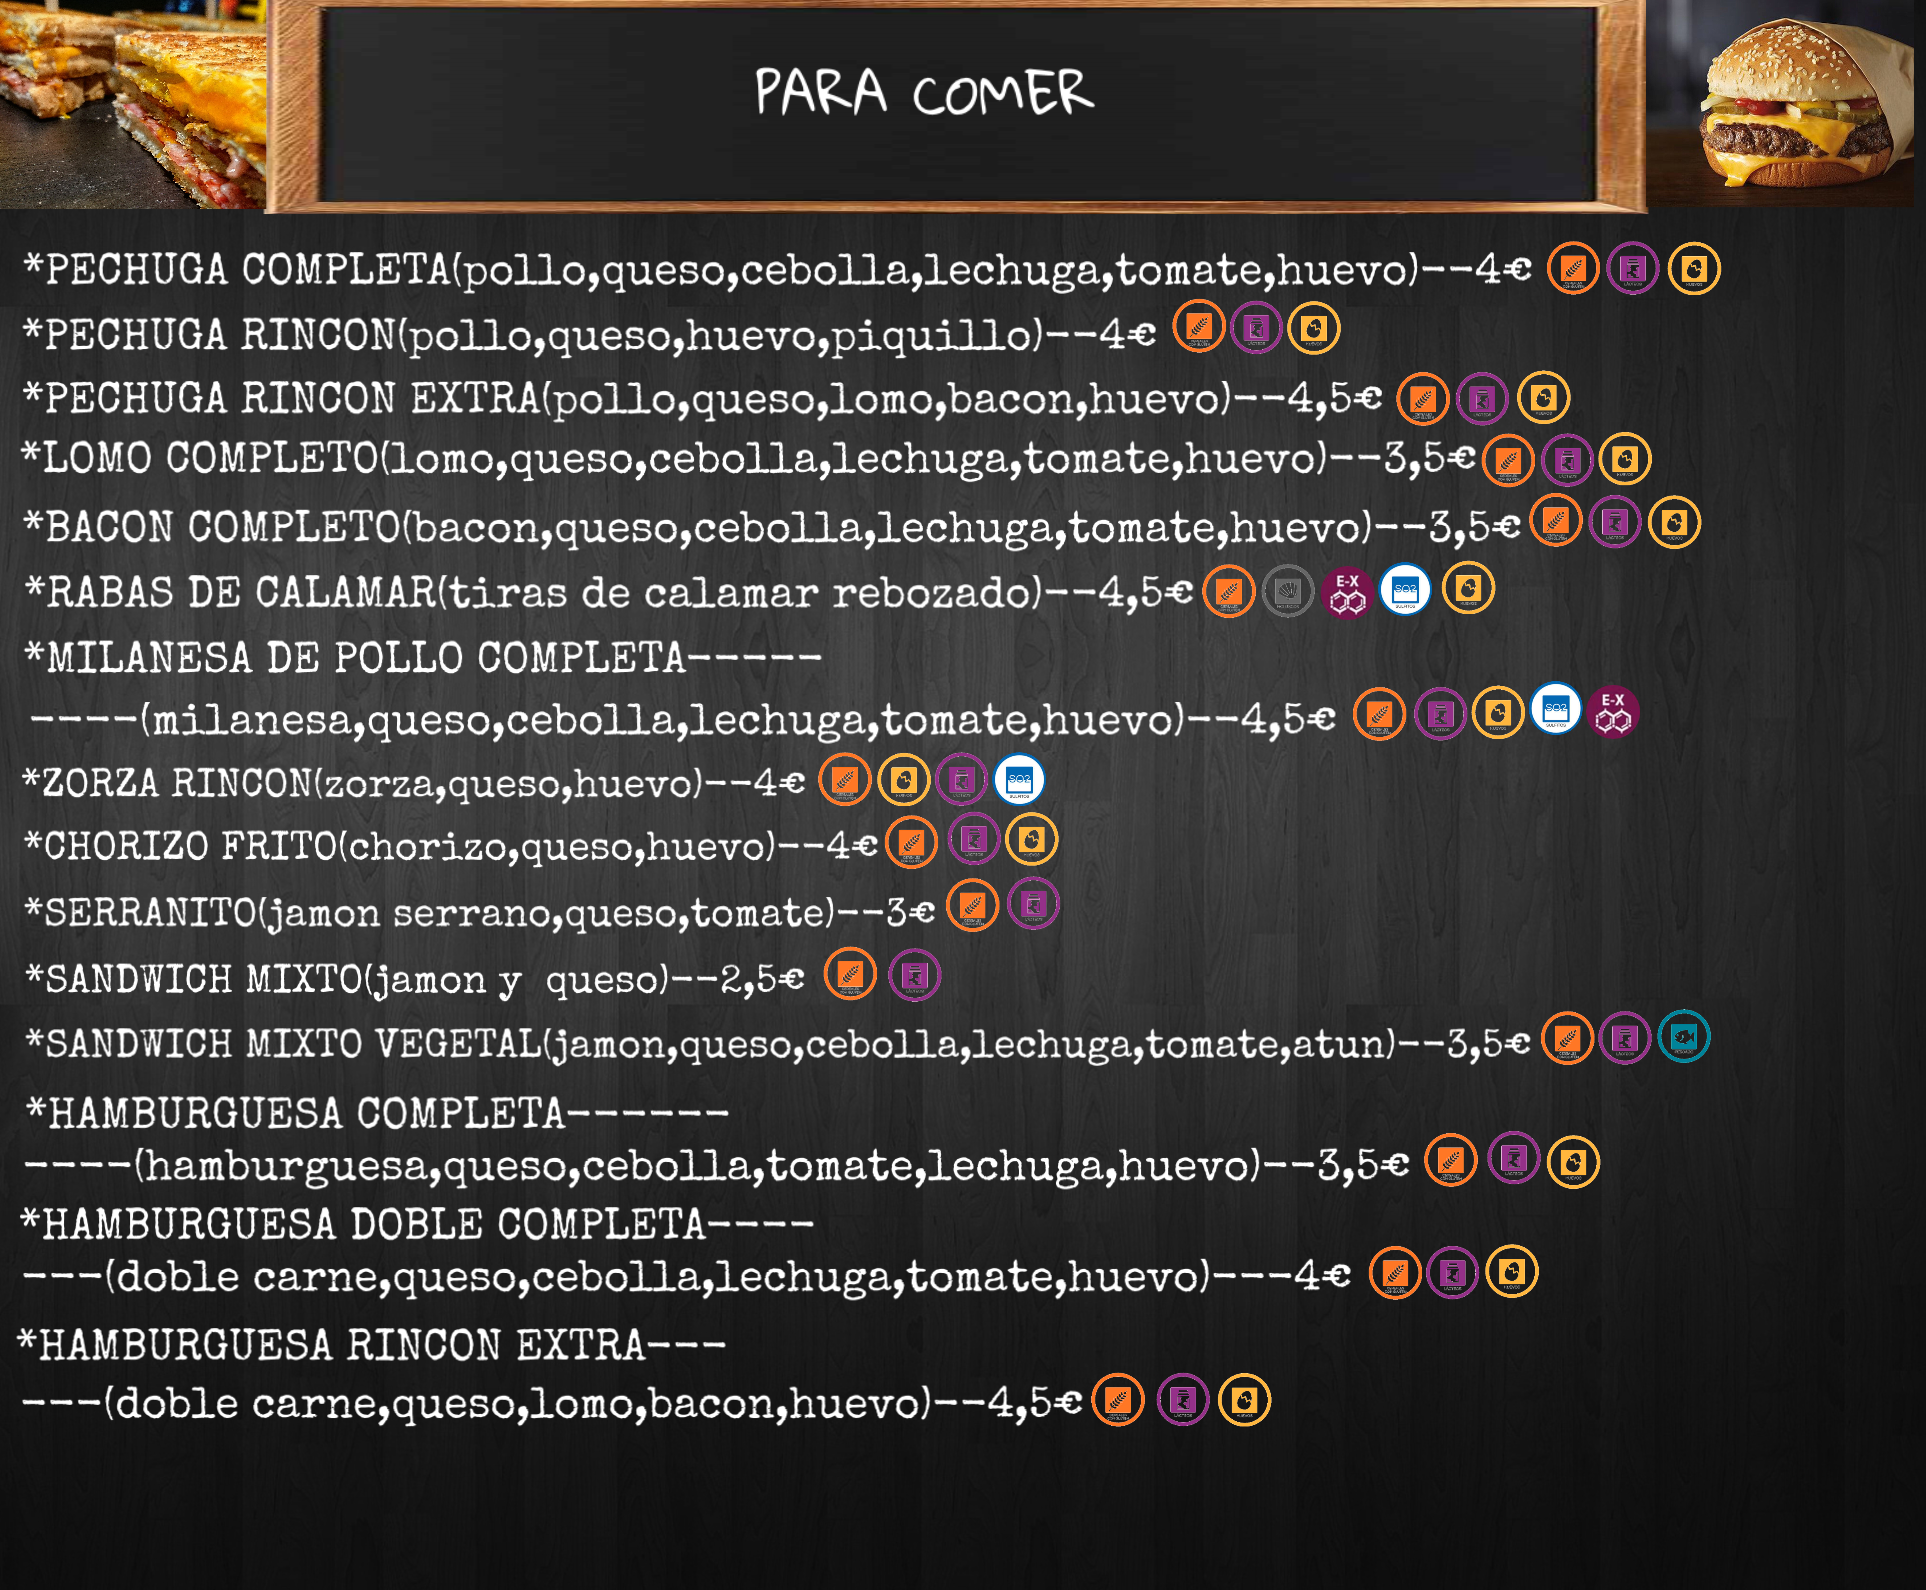 PARA COMER
*PECHUGA COMPLETA(pollo,queso,cebolla,lechuga,tomate,huevo)--4€
*PECHUGA RINCON(pollo,queso,huevo,piquillo)--4€
*PECHUGA RINCON EXTRA(pollo,queso,lomo,bacon,huevo)--4,5€
*LOMO COMPLETO(lomo,queso,cebolla,lechuga,tomate,huevo)--3,5€
*BACON COMPLETO(bacon,queso,cebolla,lechuga,tomate,huevo)--3,5€
*RABAS DE CALAMAR(tiras de calamar rebozado)--4,5€ E-X SO2 SULFITOS
*MILANESA DE POLLO COMPLETA-----
----(milanesa,queso,cebolla,lechuga,tomate,huevo)--4,5€ SO2 SULFITOS E-X
*ZORZA RINCON(zorza,queso,huevo)--4€ SO2 SULFITOS
*CHORIZO FRITO(chorizo,queso,huevo)--4€
*SERRANITO(jamon serrano,queso,tomate)--3€
*SANDWICH MIXTO(jamon y queso)--2,5€
*SANDWICH MIXTO VEGETAL(jamon,queso,cebolla,lechuga,tomate,atun)--3,5€
*HAMBURGUESA COMPLETA------
----(hamburguesa,queso,cebolla,tomate,lechuga,huevo)--3,5€
*HAMBURGUESA DOBLE COMPLETA----
---(doble carne,queso,cebolla,lechuga,tomate,huevo)---4€
*HAMBURGUESA RINCON EXTRA---
---(doble carne,queso,lomo,bacon,huevo)--4,5€